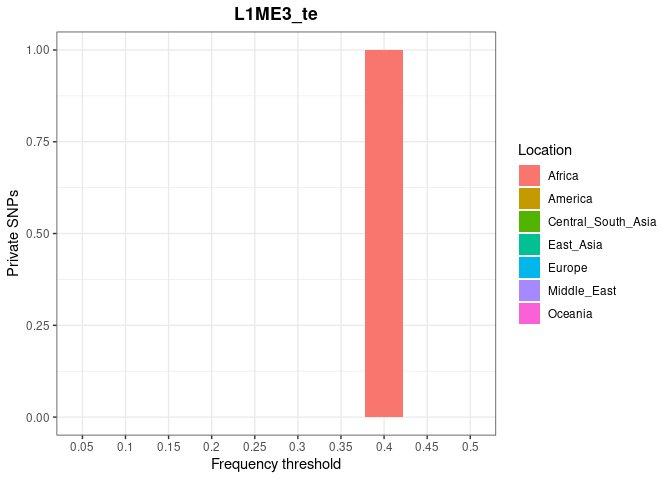 L1ME3_te
Private SNPs
1.00
0.75
0.50
0.25
0.00
0.05 0.1 0.15 0.2 0.25 0.3 0.35 0.4 0.45 0.5
Frequency threshold
Location
Africa
America
Central_South_Asia
East_Asia
Europe
Middle_East
Oceania